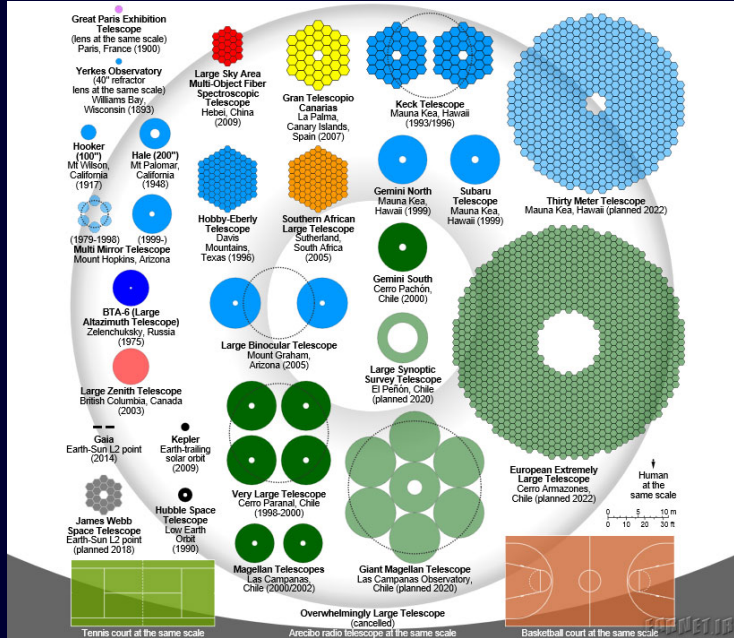 Great Paris Exhibition
Telescope
(lens at the same scale)
Paris, France (1900)
Yerkes Observatory
(40" refractor
lens at the same scale)
Williams Bay,
Wisconsin (1893)
Hooker
(100")
Mt Wilson,
California
(1917)
Hale (200")
Mt Palomar,
California
(1948)
(1979-1998)
(1999-)
Multi Mirror Telescope
Mount Hopkins, Arizona
BTA-6 (Large
Altazimuth Telescope)
Zelenchuksky, Russia
(1975)
Large Zenith Telescope
British Columbia, Canada
(2003)
Gaia
Earth-Sun L2 point
(2014)
Kepler
Earth-trailing
solar orbit
(2009)
James Webb
Space Telescope
Earth-Sun L2 point
(planned 2018)
Hubble Space
Telescope
Low Earth
Orbit
(1990)
Large Sky Area
Multi-Object Fiber
Spectroscopic
Telescope
Hebei, China
(2009)
Gran Telescopio
Canarias
La Palma,
Canary Islands,
Spain (2007)
Keck Telescope
Mauna Kea, Hawaii
(1993/1996)
Hobby-Eberly
Telescope
Davis
Mountains,
Texas (1996)
Southern African
Large Telescope
Sutherland,
South Africa
(2005)
Gemini North
Mauna Kea,
Hawaii (1999)
Subaru
Telescope
Mauna Kea,
Hawaii (1999)
Thirty Meter Telescope
Mauna Kea, Hawaii (planned 2022)
Gemini South
Cerro Pachón,
Chile (2000)
Large Binocular Telescope
Mount Graham,
Arizona (2005)
Large Synoptic
Survey Telescope
El Peñón, Chile
(planned 2020)
Very Large Telescope
Cerro Paranal, Chile
(1998-2000)
Magellan Telescopes
Las Campanas,
Chile (2000/2002)
Giant Magellan Telescope
Las Campanas Observatory,
Chile (planned 2020)
European Extremely
Large Telescope
Cerro Armazones,
Chile (planned 2022)
Human
at the
same scale
0 5 10 m
0 15 30 ft
Overwhelmingly Large Telescope
(cancelled)
Tennis court at the same scale
Arecibo radio telescope at the same scale
Basketball court at the same scale